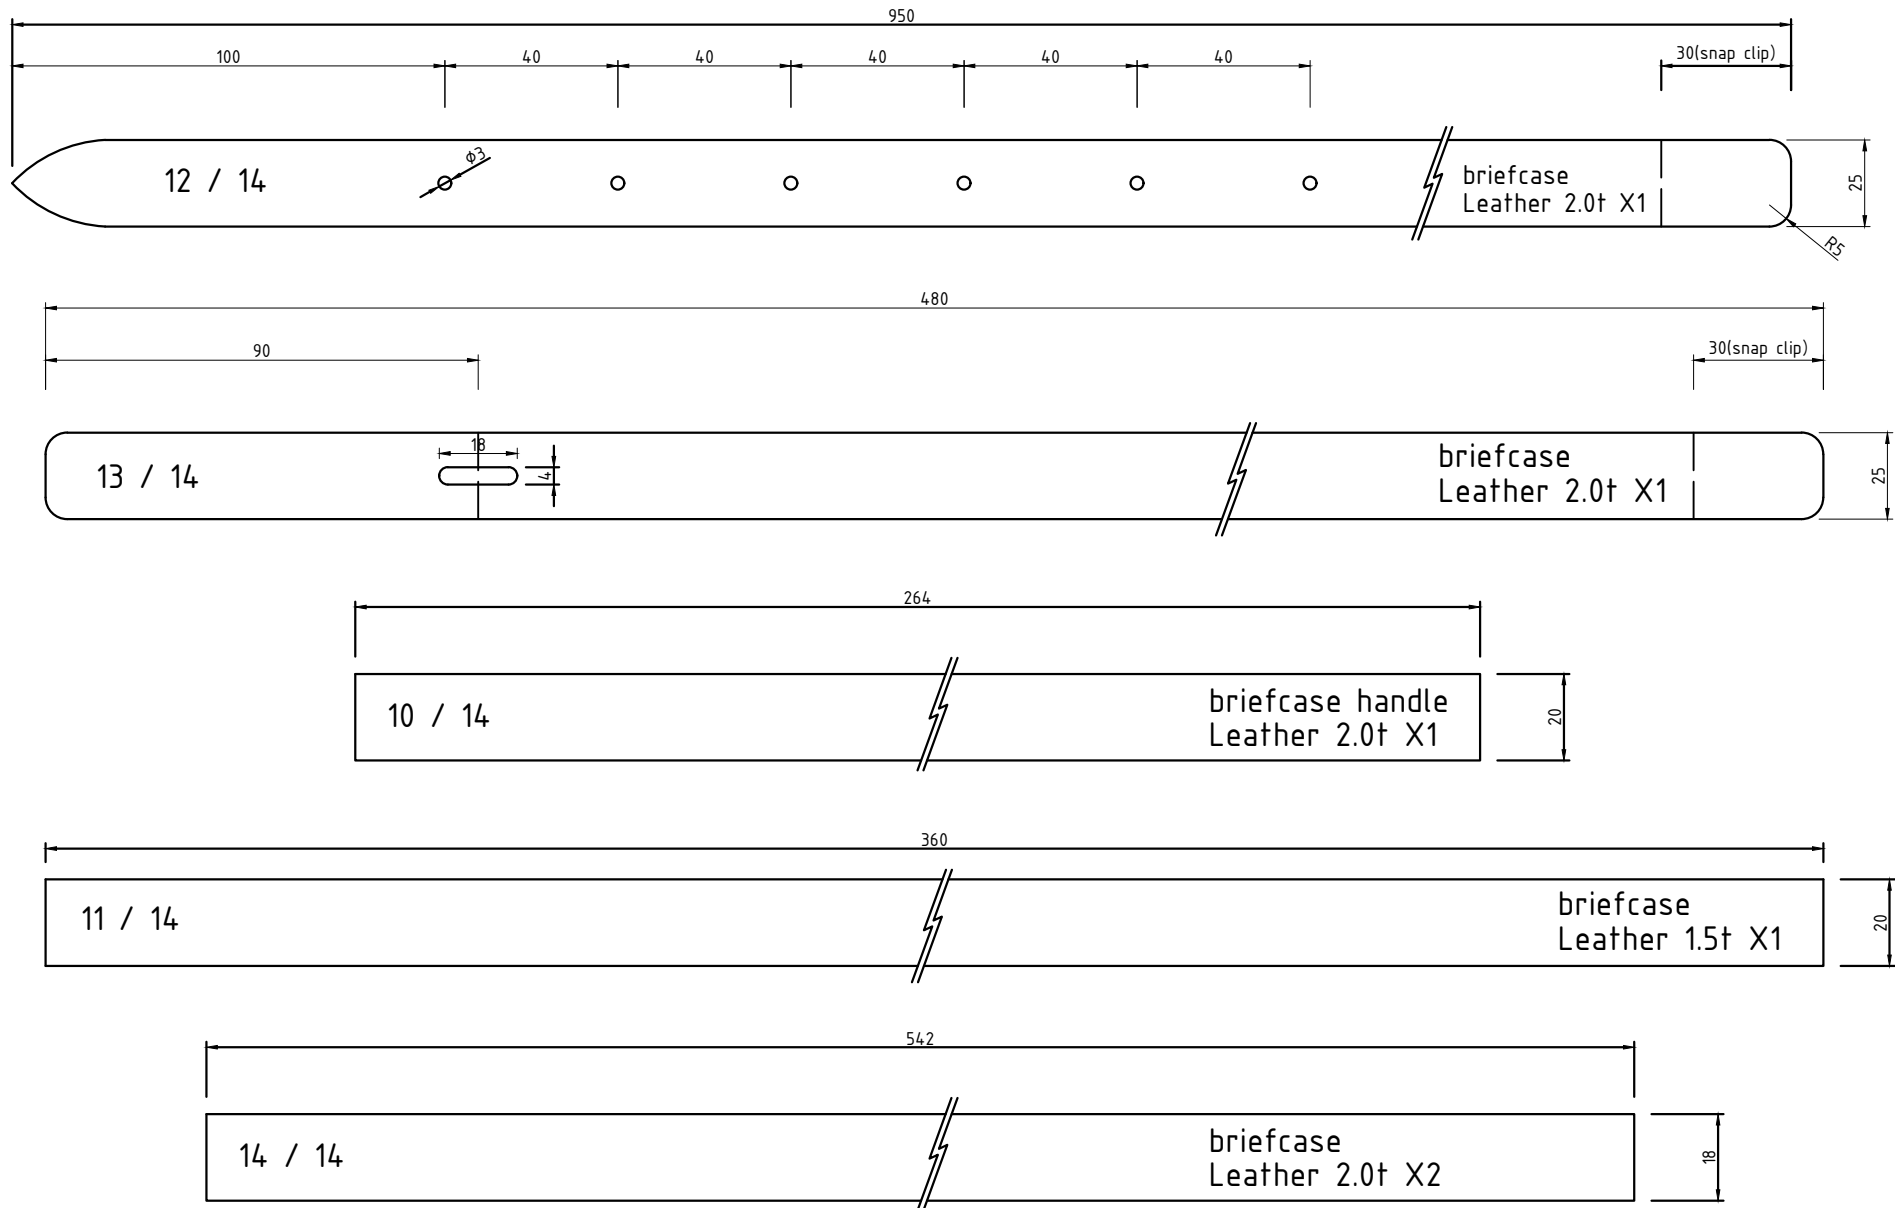 950
100
40
40
40
40
40
30(snap clip)
12 / 14
Ø3
briefcase
Leather 2.0t X1
25
R5
480
90
30(snap clip)
13 / 14
18
4
briefcase
Leather 2.0t X1
25
264
10 / 14
briefcase handle
Leather 2.0t X1
20
360
11 / 14
briefcase
Leather 1.5t X1
20
542
14 / 14
briefcase
Leather 2.0t X2
18